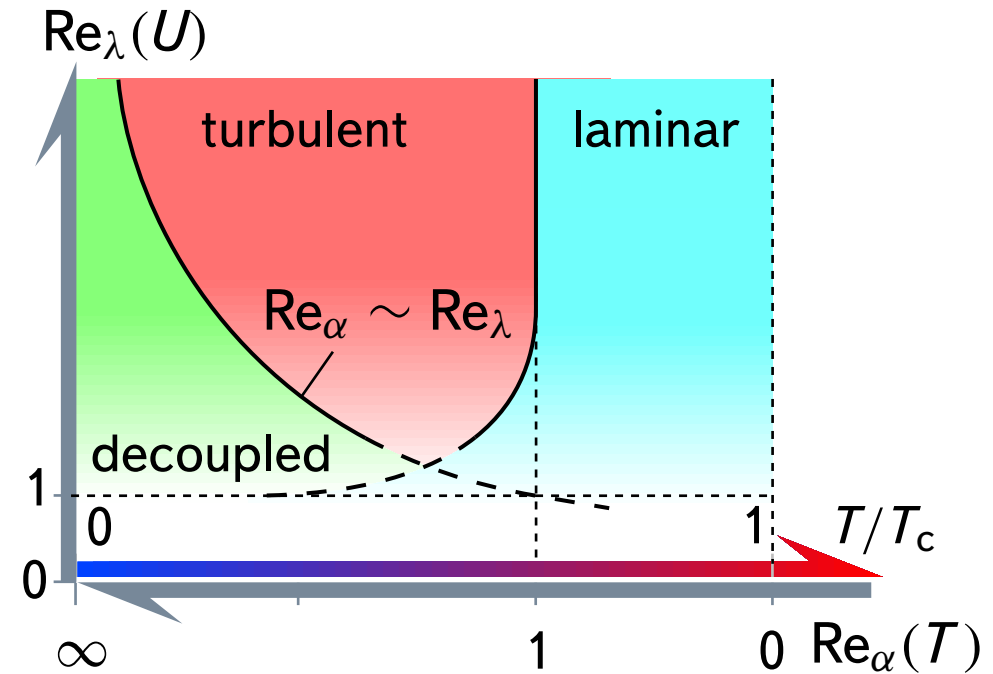 Re_λ(U)
turbulent
laminar
Re_α ∼ Re_λ
decoupled
1
0
1
T/T_c
0
∞
1
0
Re_α(T)